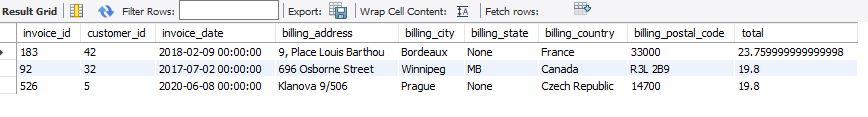 Result Grid Filter Rows: Export: Wrap Cell Content: Fetch rows:
invoice_id customer_id invoice_date billing_address billing_city billing_state billing_country billing_postal_code total
183 42 2018-02-09 00:00:00 9, Place Louis Barthou Bordeaux None France 33000 23.759999999999998
92 32 2017-07-02 00:00:00 696 Osborne Street Winnipeg MB Canada R3L 2B9 19.8
526 5 2020-06-08 00:00:00 Klanova 9/506 Prague None Czech Republic 14700 19.8